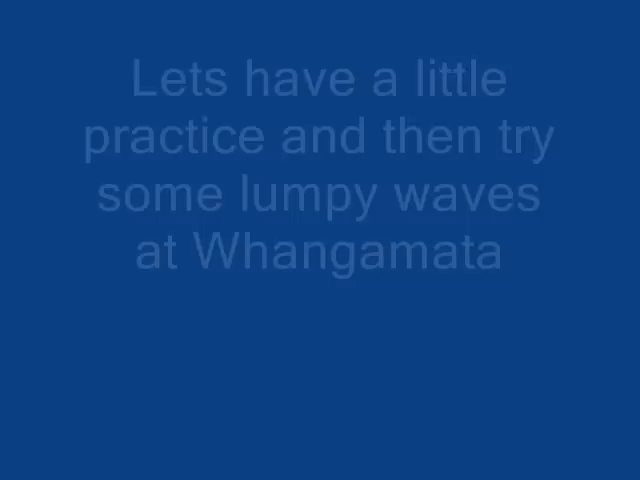 Lets have a little
practice and then try
some lumpy waves
at Whangamata